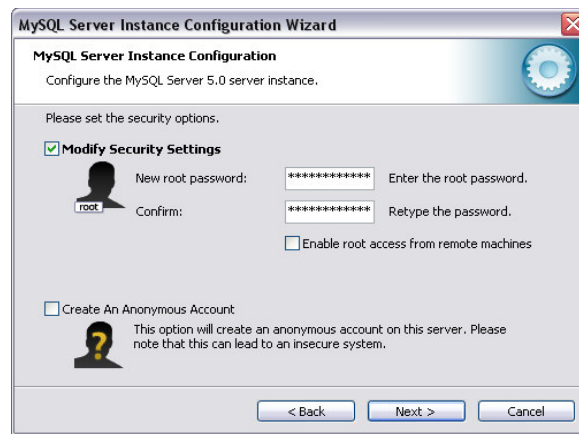 MySQL Server Instance Configuration Wizard
MySQL Server Instance Configuration
Configure the MySQL Server 5.0 server instance.
Please set the security options.
Modify Security Settings
root
New root password: ************ Enter the root password.
Confirm: ************ Retype the password.
Enable root access from remote machines
Create An Anonymous Account
This option will create an anonymous account on this server. Please
note that this can lead to an insecure system.
< Back Next > Cancel